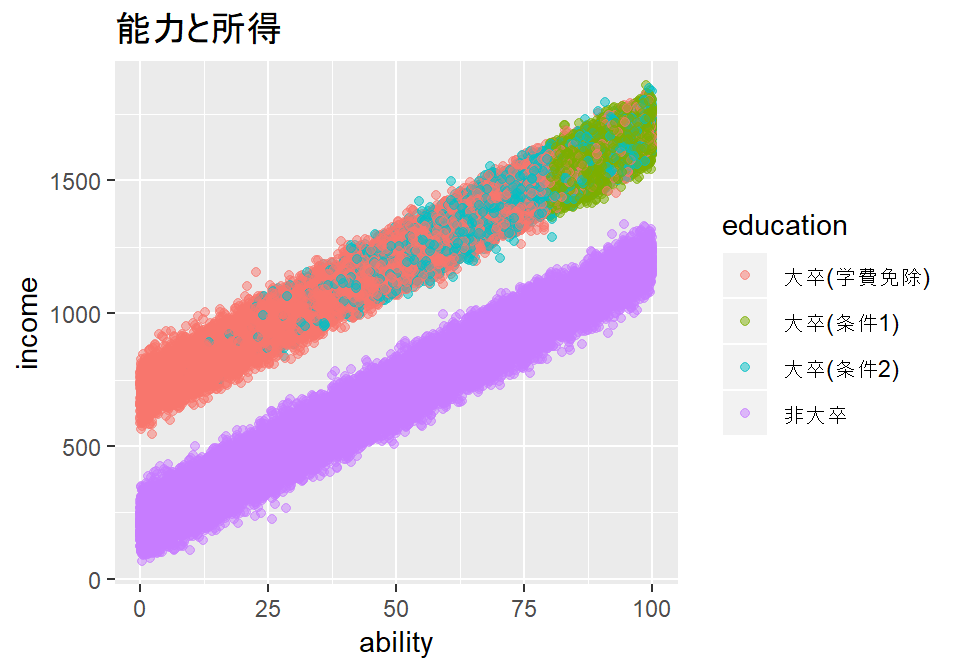 能力と所得
income
1500
1000
500
0
0 25 50 75 100
ability
education
大卒(学費免除)
大卒(条件1)
大卒(条件2)
非大卒